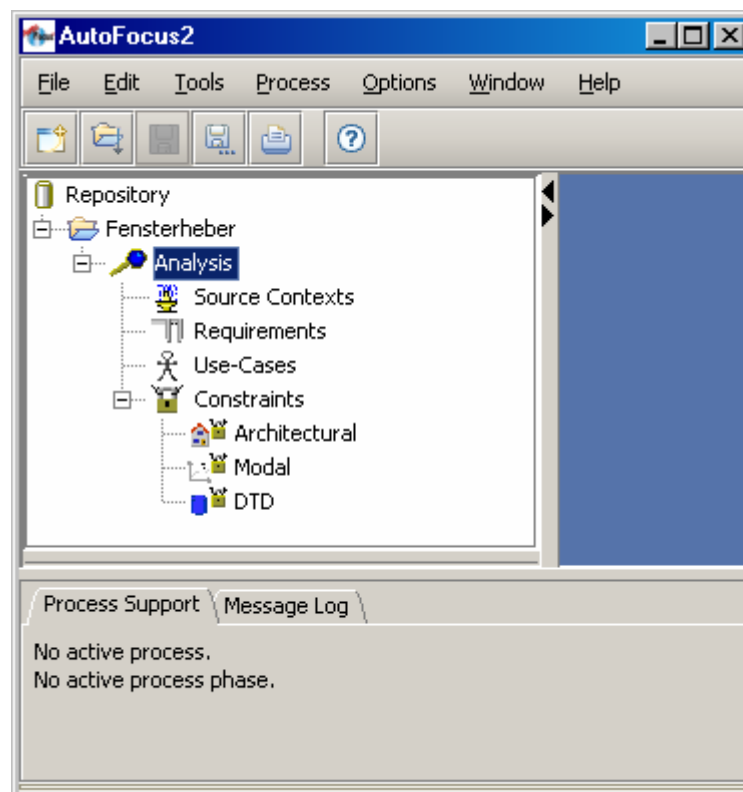 AutoFocus2
File Edit Tools Process Options Window Help
Repository
Fensterheber
Analysis
Source Contexts
Requirements
Use-Cases
Constraints
Architectural
Modal
DTD
Process Support Message Log
No active process.
No active process phase.